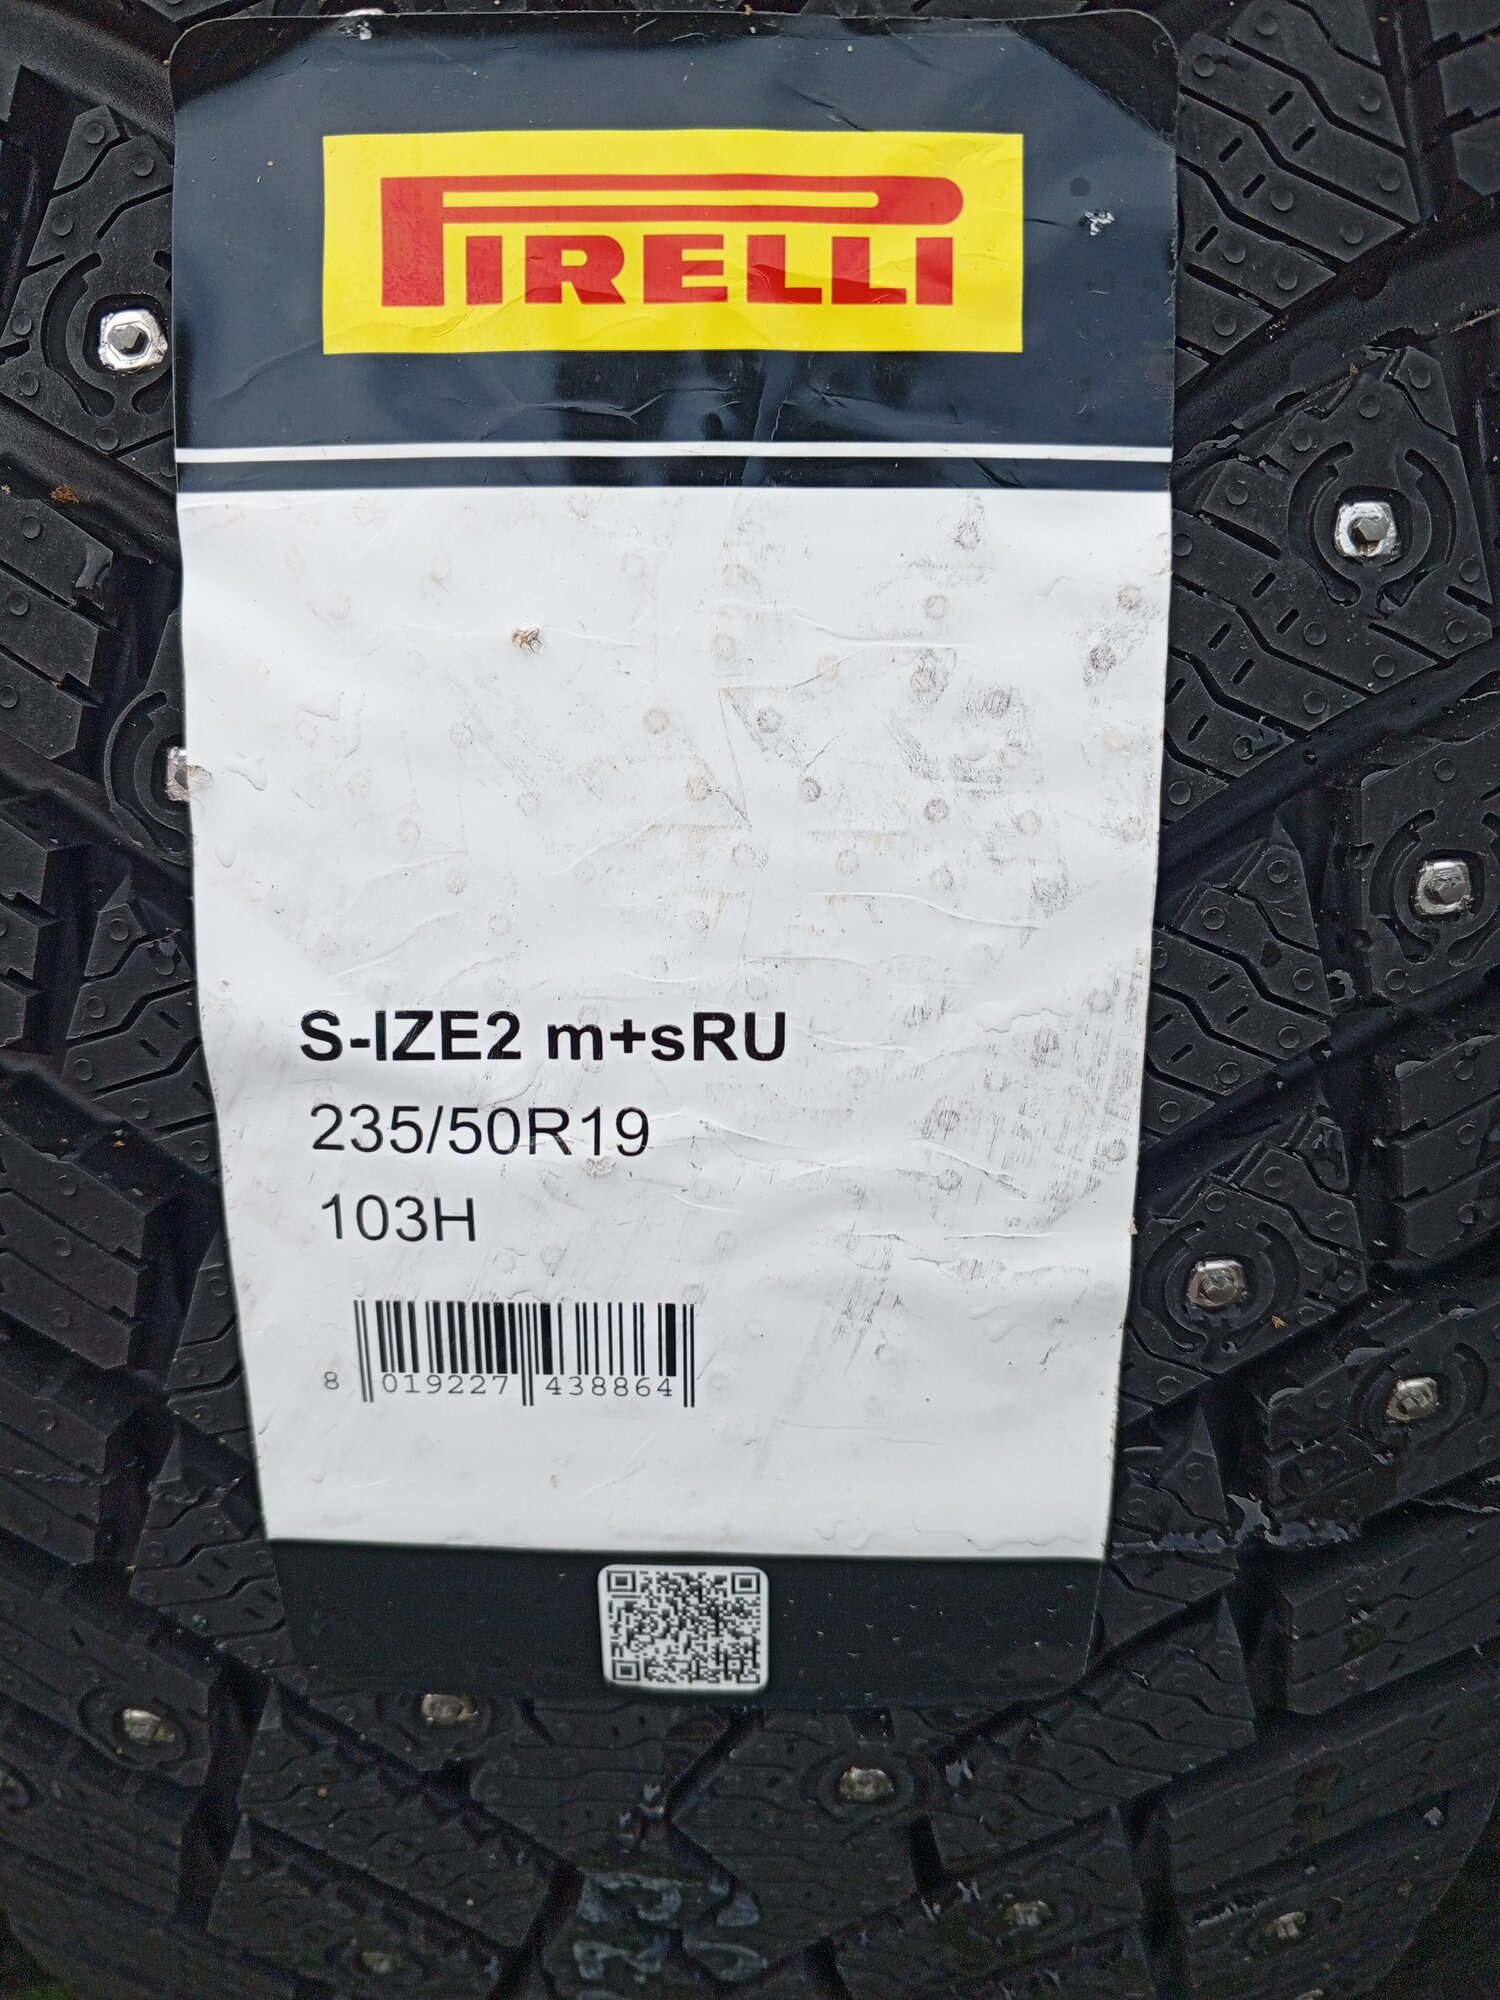 PIRELLI
S-IZE2 m+sRU
235/50R19
103H
8 019227 438864